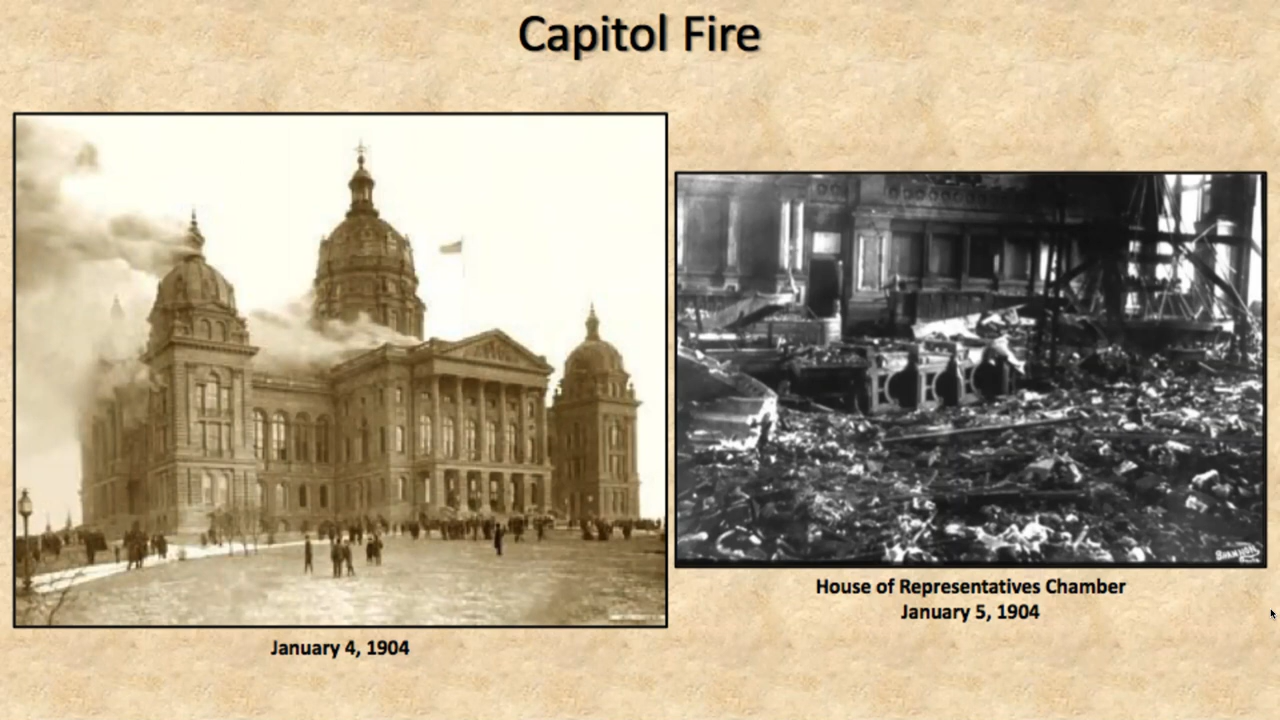 Capitol Fire
January 4, 1904
House of Representatives Chamber
January 5, 1904